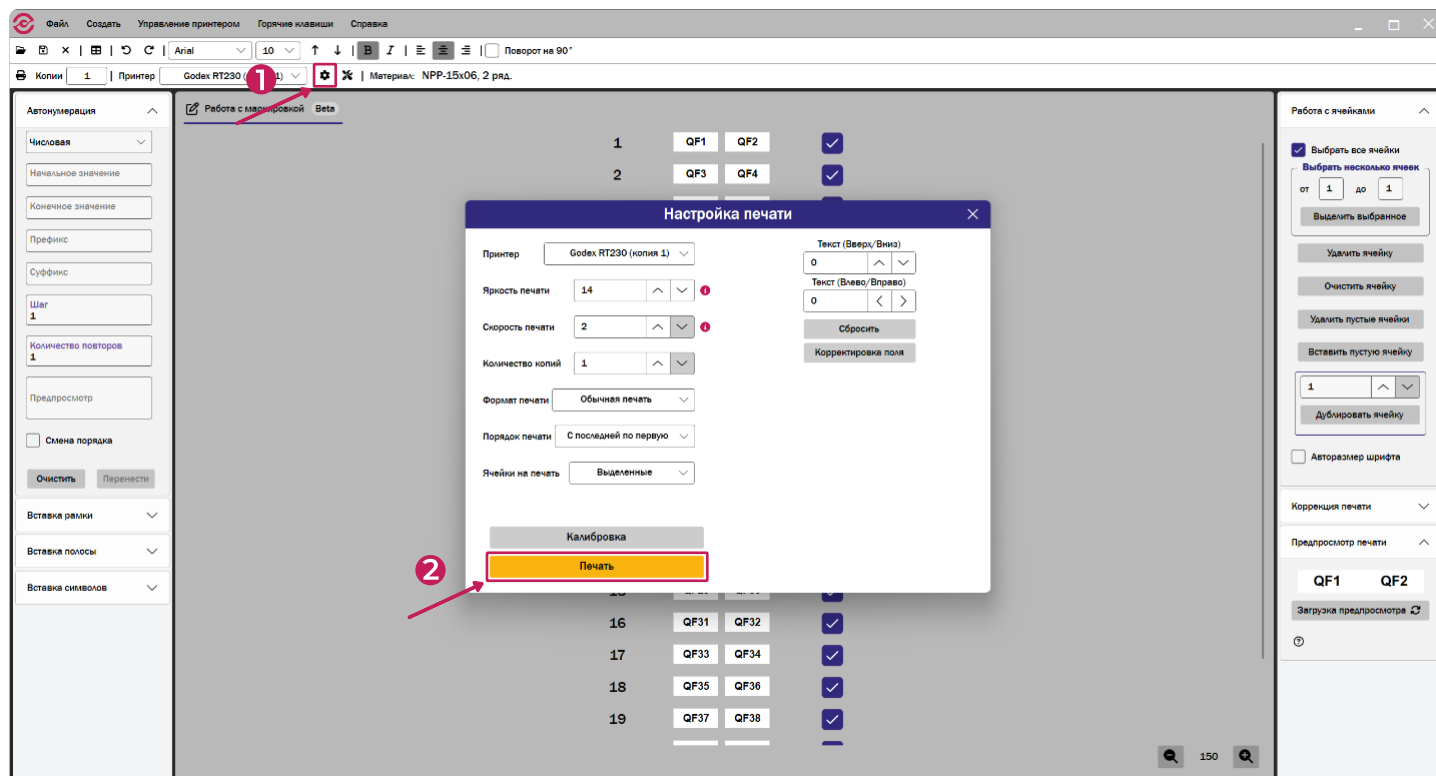 Файл Создать Управление принтером Горячие клавиши Справка
Arial 10 B I Поворот на 90°
Копии 1 Принтер Godex RT230 ( 1) Материал: NPP-15x06, 2 ряд.
1
Автонумерация
Числовая
Начальное значение
Конечное значение
Префикс
Суффикс
Шаг
1
Количество повторов
1
Предпросмотр
Смена порядка
Очистить Перенести
Вставка рамки
Вставка полосы
Вставка символов
Работа с маркировкой Beta
1 QF1 QF2
2 QF3 QF4
Настройка печати
Принтер Godex RT230 (копия 1)
Яркость печати 14
Скорость печати 2
Количество копий 1
Формат печати Обычная печать
Порядок печати С последней по первую
Ячейки на печать Выделенные
Текст (Вверх/Вниз)
0
Текст (Влево/Вправо)
0
Сбросить
Корректировка поля
Калибровка
2
Печать
16 QF31 QF32
17 QF33 QF34
18 QF35 QF36
19 QF37 QF38
150
Работа с ячейками
Выбрать все ячейки
Выбрать несколько ячеек
от 1 до 1
Выделить выбранное
Удалить ячейку
Очистить ячейку
Удалить пустые ячейки
Вставить пустую ячейку
1
Дублировать ячейку
Авторазмер шрифта
Коррекция печати
Предпросмотр печати
QF1 QF2
Загрузка предпросмотра